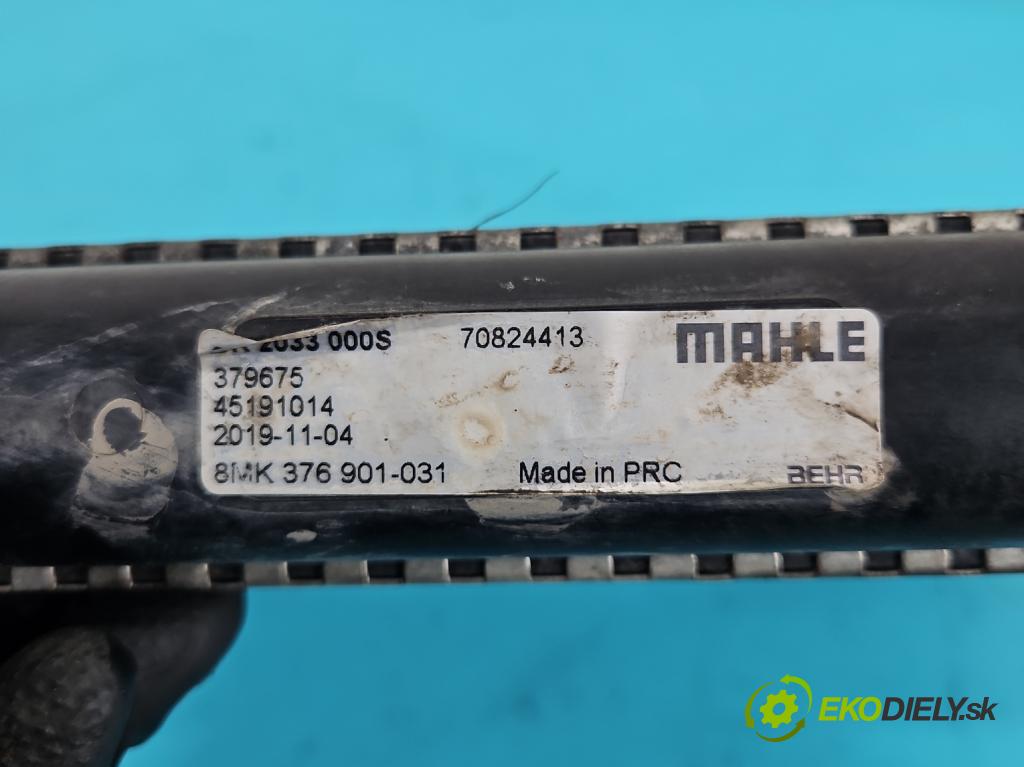 2033 000S 70824413 MAHLE
379675
45191014
2019-11-04
8MK 376 901-031 Made in PRC BEHR
EKODIELY.sk